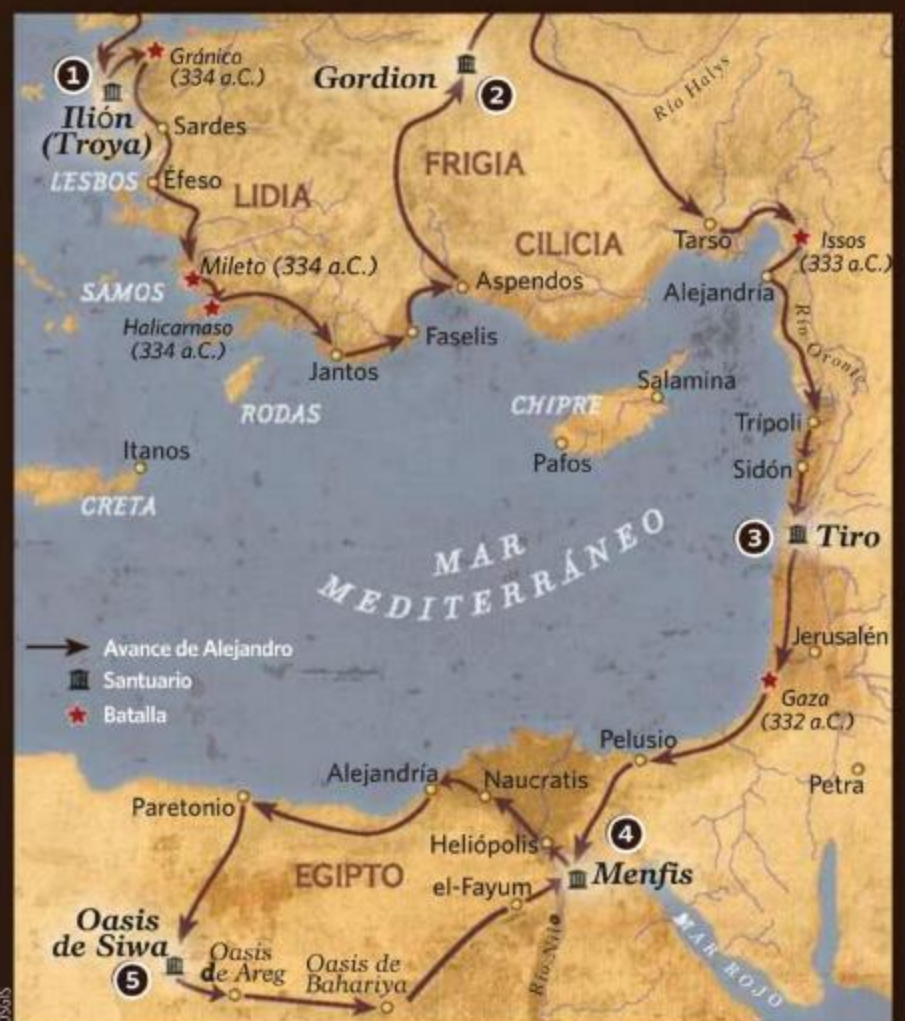 1
Gránico
(334 a.C.)
Ilión
(Troya)
Gordion
2
Río Halys
Sardes
LESBOS
Éfeso
LIDIA
FRIGIA
CILICIA
Tarso
Issos
(333 a.C.)
Mileto (334 a.C.)
SAMOS
Halicarnaso
(334 a.C.)
Aspendos
Alejandría
Faselis
Jantos
Río Oronte
RODAS
CHIPRE
Salamina
Pafos
Trípoli
Sidón
Itanos
CRETA
3
Tiro
MAR
MEDITERRÁNEO
Avance de Alejandro
Santuario
Batalla
Jerusalén
Gaza
(332 a.C.)
Pelusio
Petra
Alejandría
Naucratis
Paretonio
Heliópolis
4
Menfis
EGIPTO
el-Fayum
Oasis
de Siwa
5
Oasis
de Areg
Oasis de
Bahariya
Río Nilo
MAR ROJO